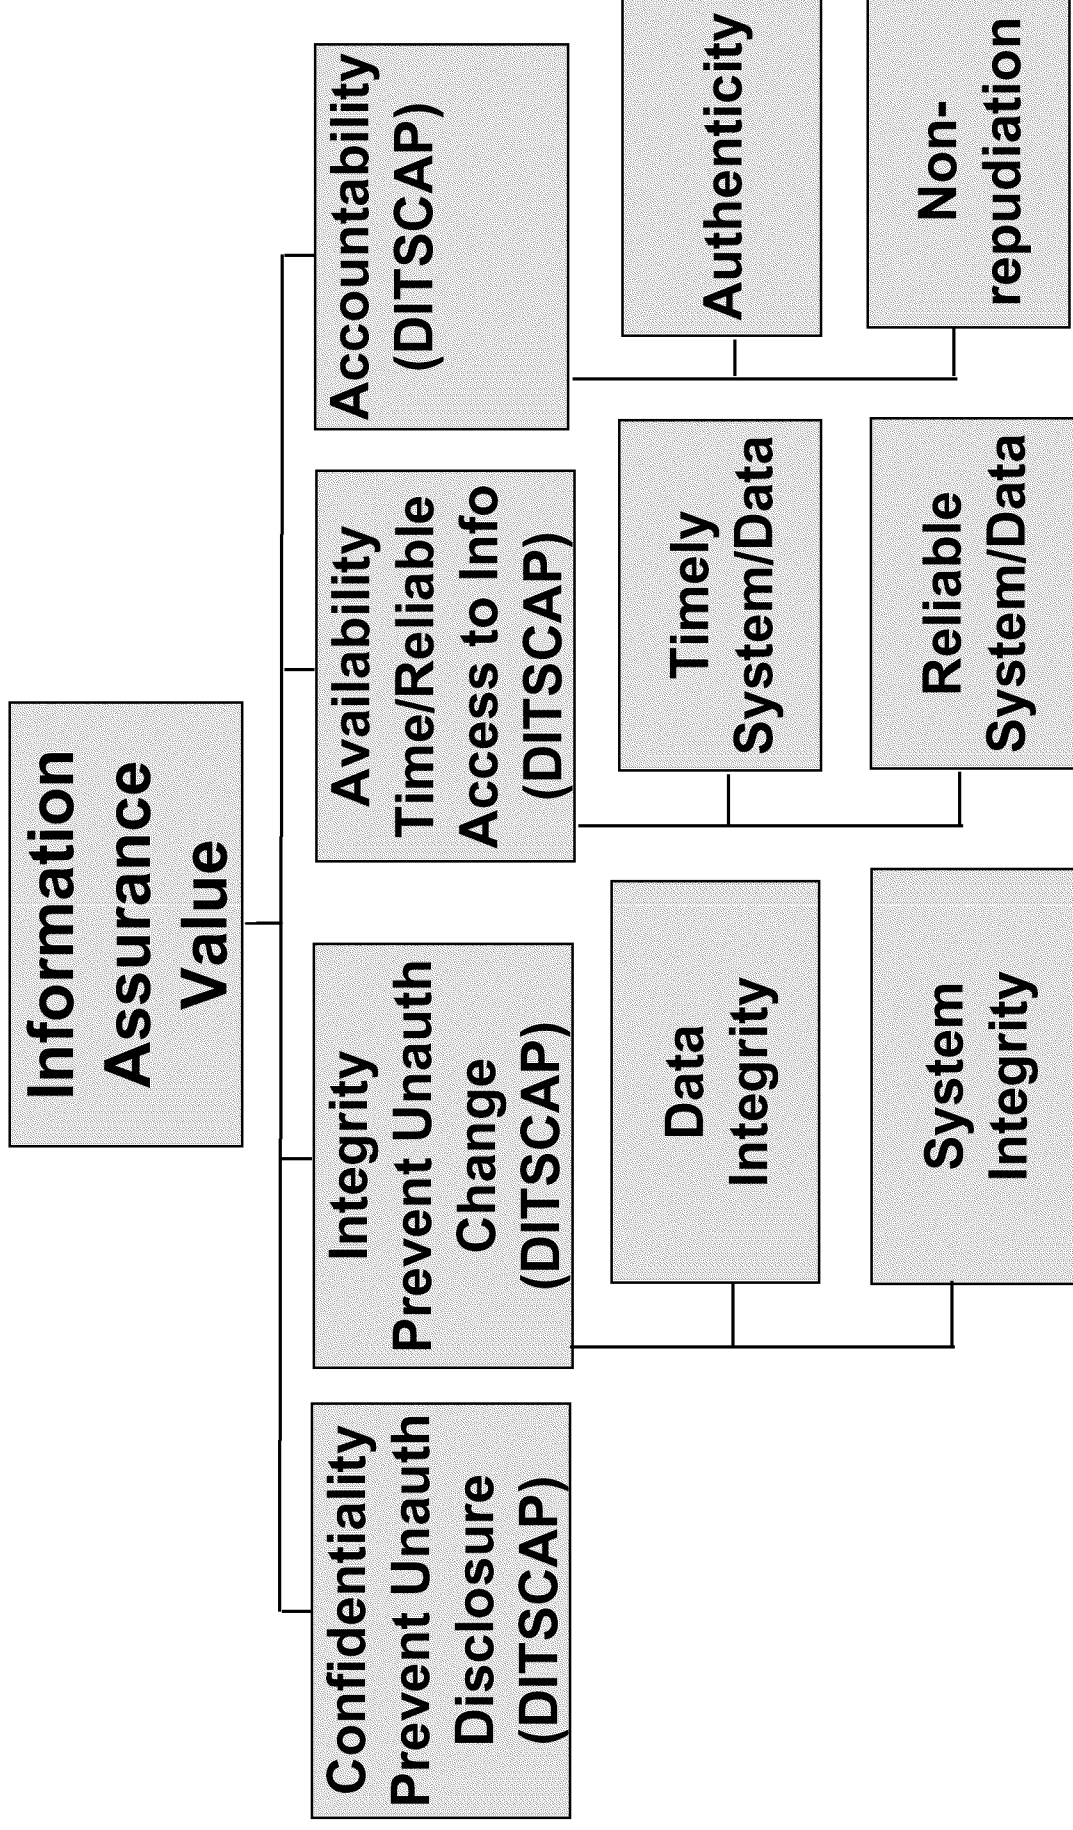 Information
Assurance
Value
Confidentiality
Prevent Unauth
Disclosure
(DITSCAP)
Integrity
Prevent Unauth
Change
(DITSCAP)
Availability
Time/Reliable
Access to Info
(DITSCAP)
Accountability
(DITSCAP)
Data
Integrity
System
Integrity
Timely
System/Data
Reliable
System/Data
Authenticity
Non-
repudiation